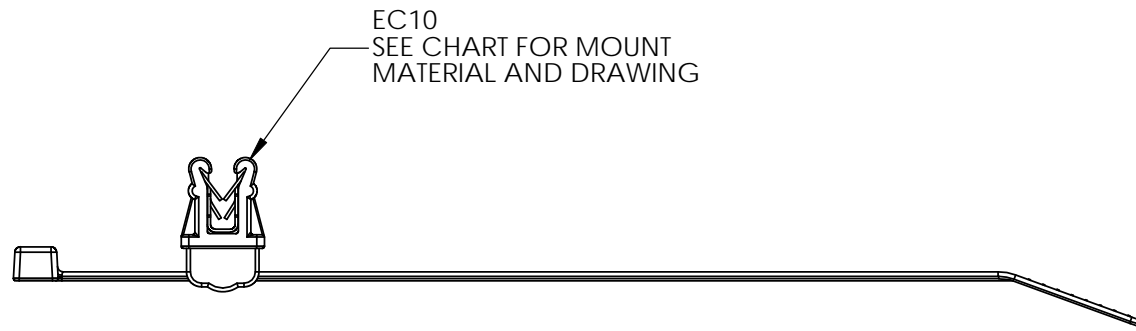 EC10
SEE CHART FOR MOUNT
MATERIAL AND DRAWING